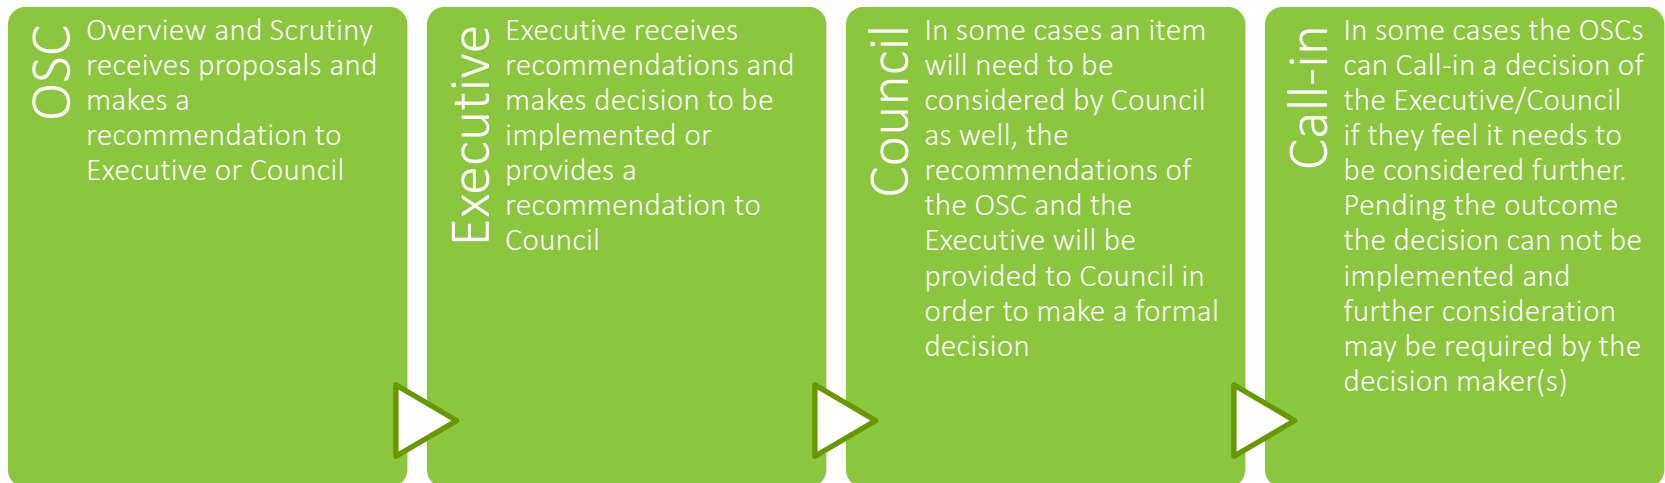 OSC
Overview and Scrutiny
receives proposals and
makes a
recommendation to
Executive or Council
Executive
Executive receives
recommendations and
makes decision to be
implemented or
provides a
recommendation to
Council
Council
In some cases an item
will need to be
considered by Council
as well, the
recommendations of
the OSC and the
Executive will be
provided to Council in
order to make a formal
decision
Call-in
In some cases the OSCs
can Call-in a decision of
the Executive/Council
if they feel it needs to
be considered further.
Pending the outcome
the decision can not be
implemented and
further consideration
may be required by the
decision maker(s)